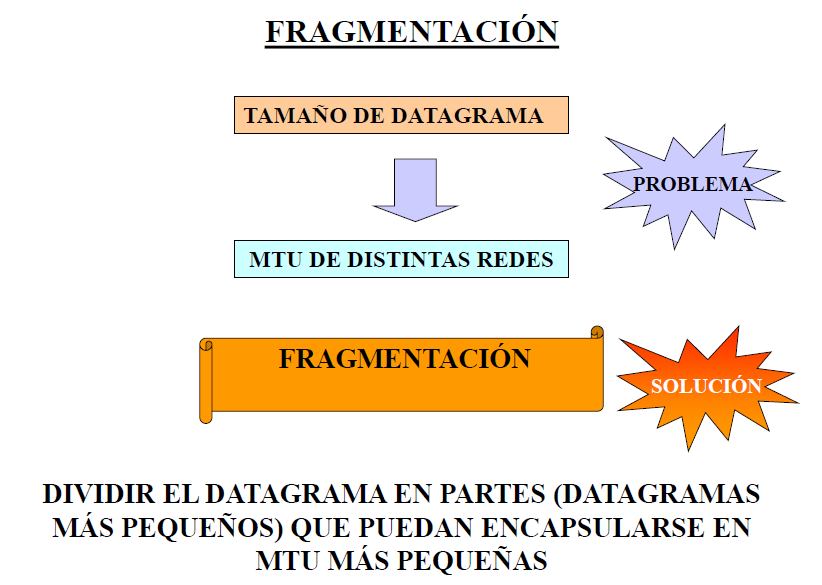 FRAGMENTACIÓN
TAMAÑO DE DATAGRAMA
PROBLEMA
MTU DE DISTINTAS REDES
FRAGMENTACIÓN
SOLUCIÓN
DIVIDIR EL DATAGRAMA EN PARTES (DATAGRAMAS
MÁS PEQUEÑOS) QUE PUEDAN ENCAPSULARSE EN
MTU MÁS PEQUEÑAS